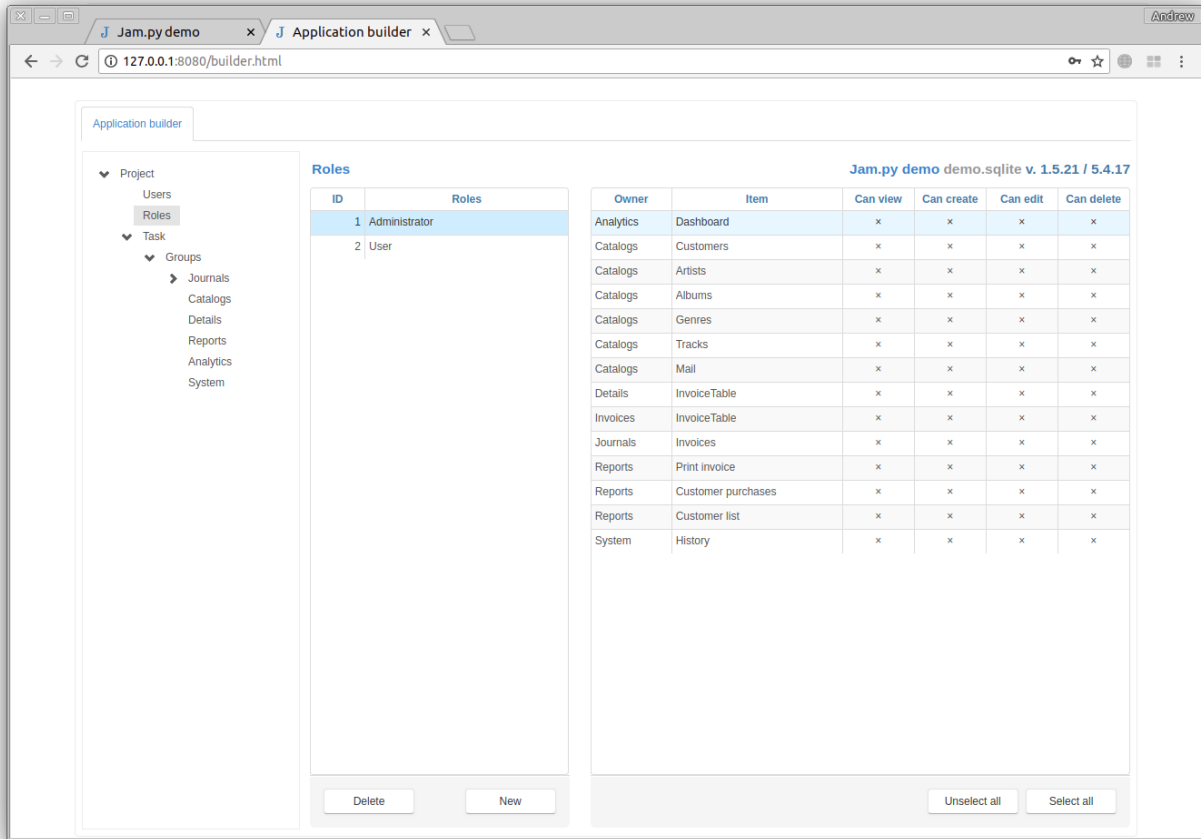 Andrew
J Jam.py demo × J Application builder ×
127.0.0.1:8080/builder.html
Application builder
Project
Users
Roles
Task
Groups
Journals
Catalogs
Details
Reports
Analytics
System
Roles
ID Roles
1 Administrator
2 User
Delete New
Jam.py demo demo.sqlite v. 1.5.21 / 5.4.17
Owner Item Can view Can create Can edit Can delete
Analytics Dashboard × × × ×
Catalogs Customers × × × ×
Catalogs Artists × × × ×
Catalogs Albums × × × ×
Catalogs Genres × × × ×
Catalogs Tracks × × × ×
Catalogs Mail × × × ×
Details InvoiceTable × × × ×
Invoices InvoiceTable × × × ×
Journals Invoices × × × ×
Reports Print invoice × × × ×
Reports Customer purchases × × × ×
Reports Customer list × × × ×
System History × × × ×
Unselect all Select all